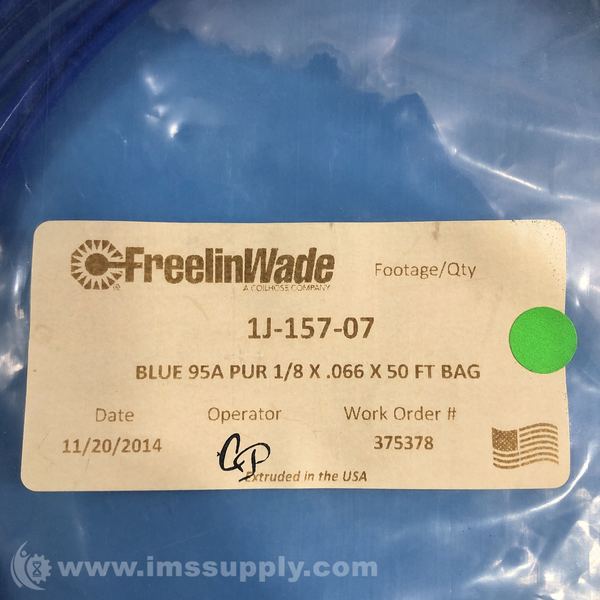 FreelinWade
®
A COILHOSE COMPANY
Footage/Qty
1J-157-07
BLUE 95A PUR 1/8 X .066 X 50 FT BAG
Date Operator Work Order #
11/20/2014 CP 375378
Extruded in the USA
www.imssupply.com